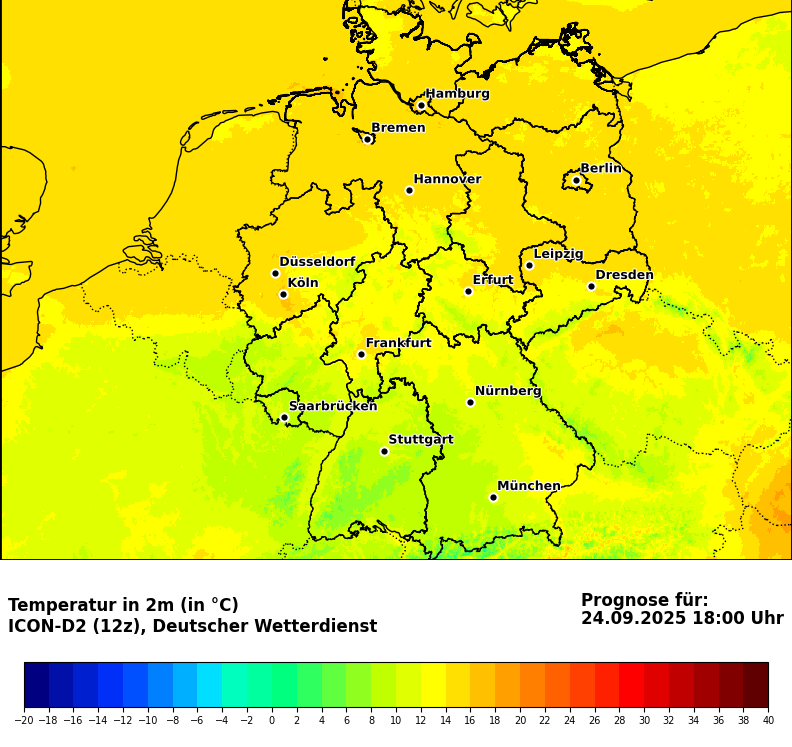 Hamburg
Bremen
Berlin
Hannover
Leipzig
Düsseldorf
Dresden
Köln
Erfurt
Frankfurt
Nürnberg
Saarbrücken
Stuttgart
München
Temperatur in 2m (in °C)
ICON-D2 (12z), Deutscher Wetterdienst
Prognose für:
24.09.2025 18:00 Uhr
−20 −18 −16 −14 −12 −10 −8 −6 −4 −2 0 2 4 6 8 10 12 14 16 18 20 22 24 26 28 30 32 34 36 38 40